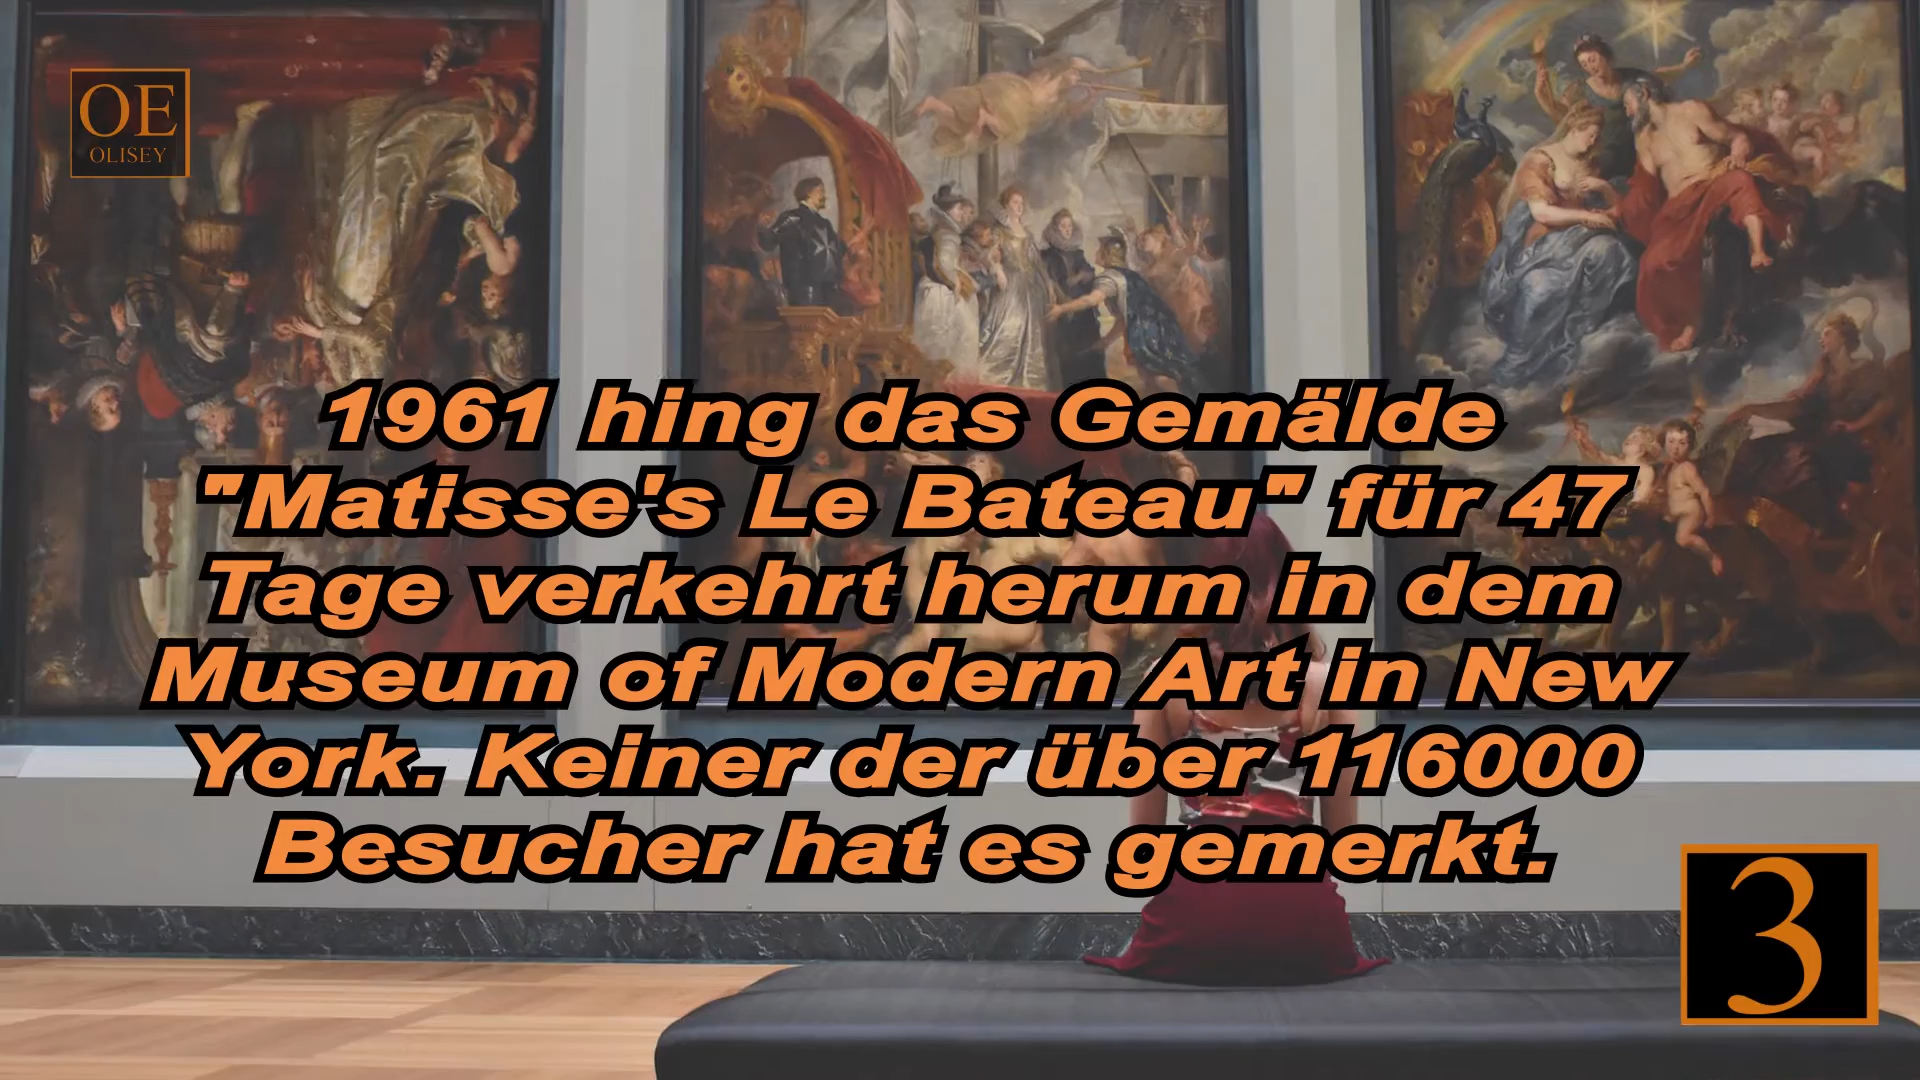 OE
OLISEY
1961 hing das Gemälde
"Matisse's Le Bateau" für 47
Tage verkehrt herum in dem
Museum of Modern Art in New
York. Keiner der über 116000
Besucher hat es gemerkt.
3